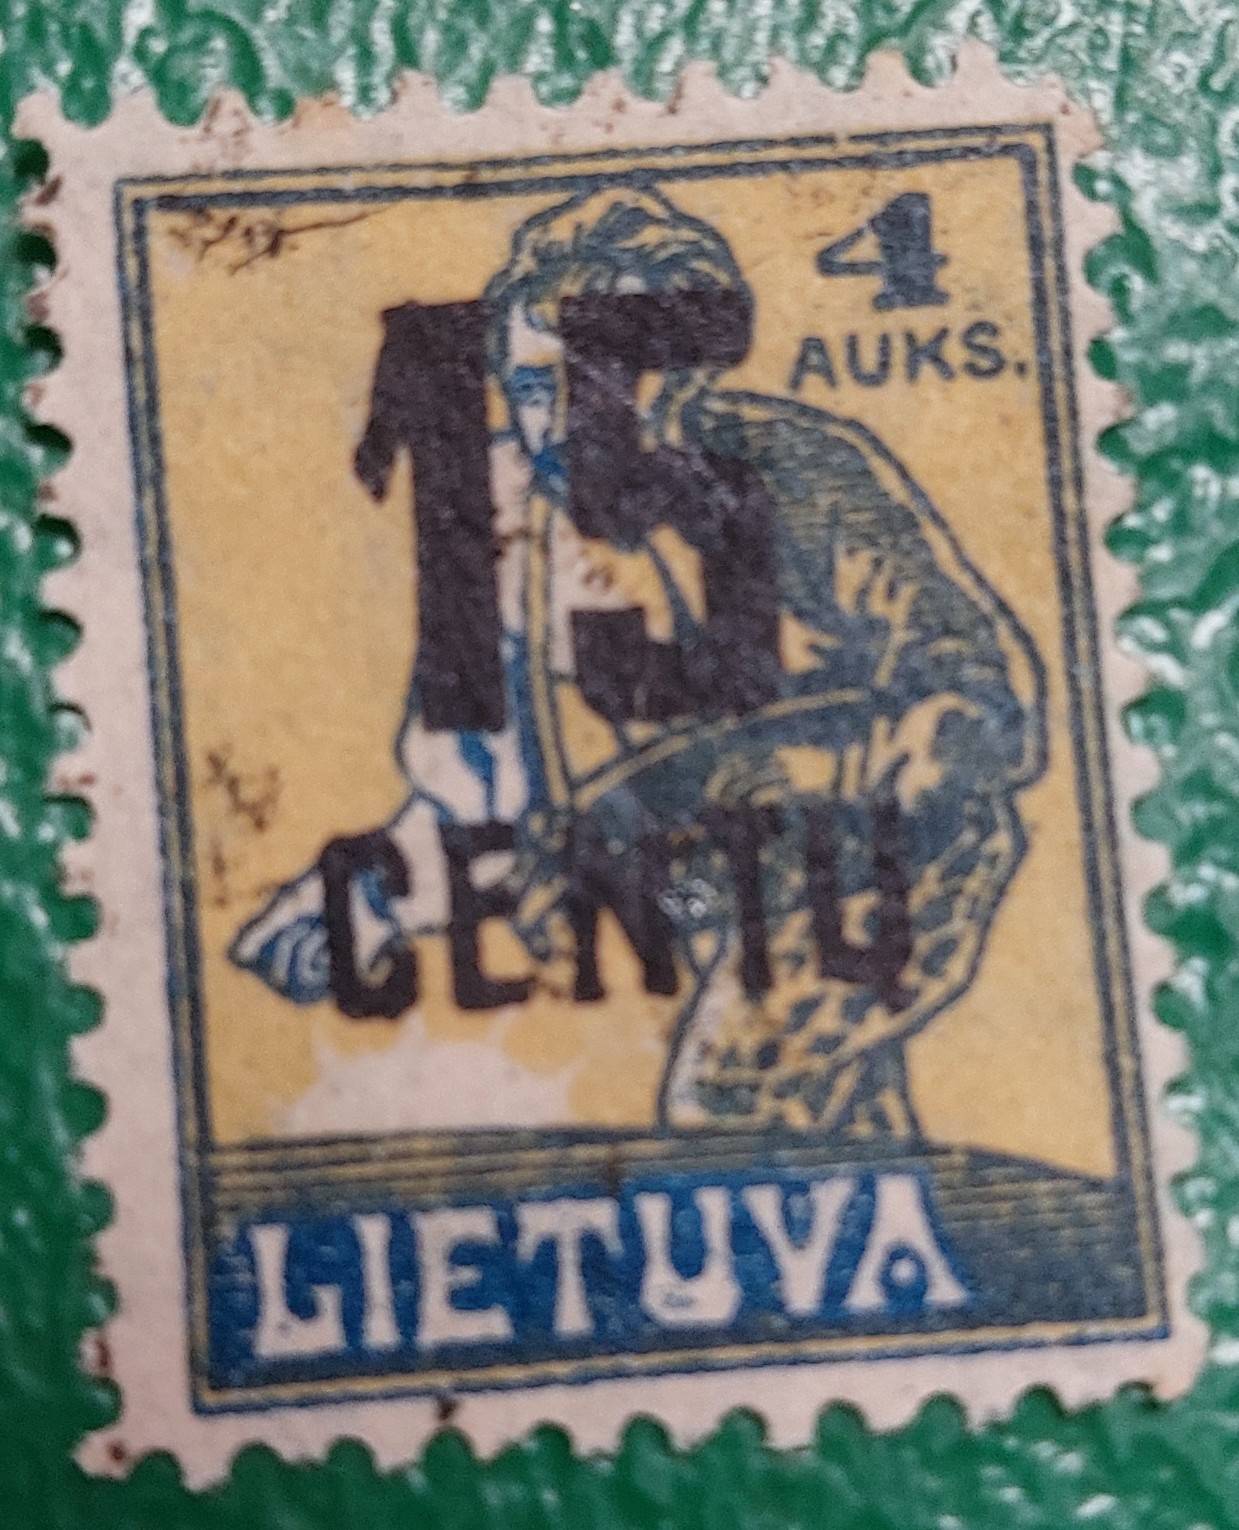 4
AUKS.
15
CENTŲ
LIETUVA